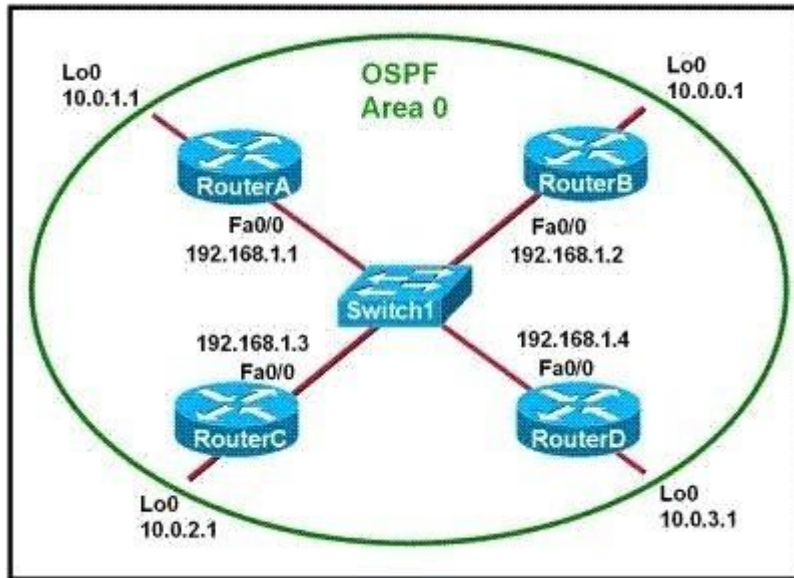 OSPF
Area 0
Lo0
10.0.1.1
Lo0
10.0.0.1
RouterA
RouterB
Fa0/0
192.168.1.1
Fa0/0
192.168.1.2
Switch1
192.168.1.3
Fa0/0
192.168.1.4
Fa0/0
RouterC
RouterD
Lo0
10.0.2.1
Lo0
10.0.3.1